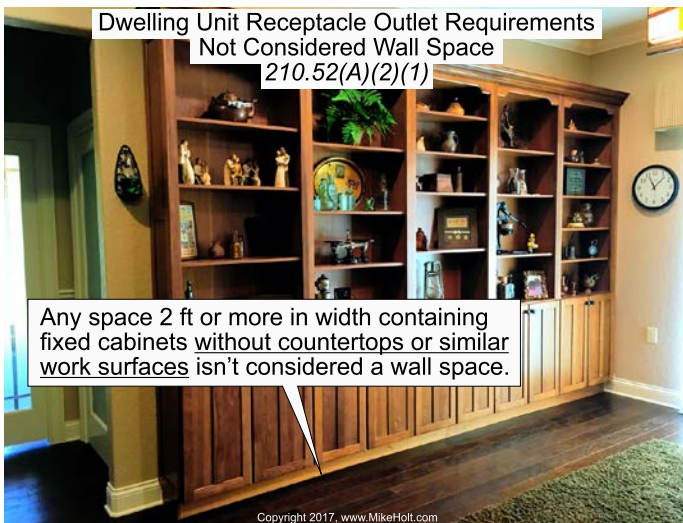 Dwelling Unit Receptacle Outlet Requirements
Not Considered Wall Space
210.52(A)(2)(1)
Any space 2 ft or more in width containing
fixed cabinets without countertops or similar
work surfaces isn't considered a wall space.
Copyright 2017, www.MikeHolt.com